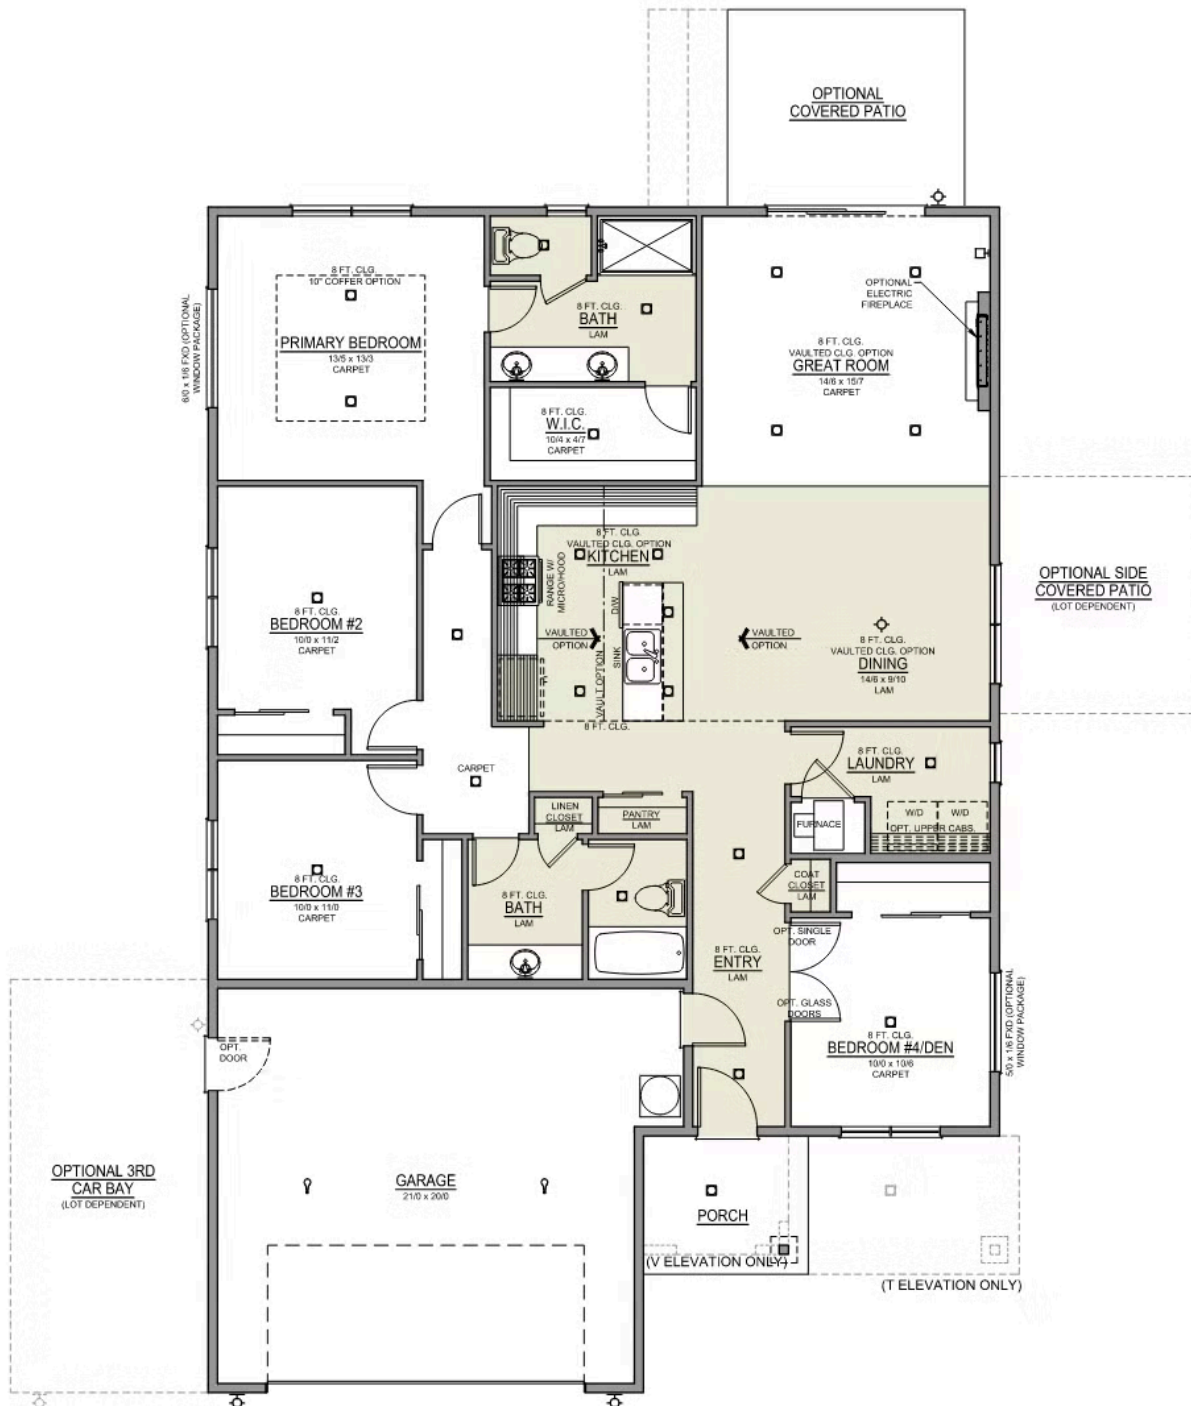 OPTIONAL
COVERED PATIO
8 FT. CLG.
10" COFFER OPTION
PRIMARY BEDROOM
13/5 x 13/3
CARPET
6/0 x 1/6 FXD (OPTIONAL
WINDOW PACKAGE)
8 FT. CLG.
BATH
LAM
8 FT. CLG.
W.I.C.
10/4 x 4/7
CARPET
OPTIONAL
ELECTRIC
FIREPLACE
8 FT. CLG.
VAULTED CLG. OPTION
GREAT ROOM
14/6 x 15/7
CARPET
8 FT. CLG.
VAULTED CLG. OPTION
KITCHEN
LAM
RANGE W/
MICRO/HOOD
D/W
SINK
VAULTED
OPTION
VAULT OPTION
VAULTED
OPTION
8 FT. CLG.
8 FT. CLG.
VAULTED CLG. OPTION
DINING
14/6 x 9/10
LAM
OPTIONAL SIDE
COVERED PATIO
(LOT DEPENDENT)
8 FT. CLG.
BEDROOM #2
10/0 x 11/2
CARPET
CARPET
8 FT. CLG.
LAUNDRY
LAM
W/D
W/D
OPT. UPPER CABS.
FURNACE
LINEN
CLOSET
LAM
PANTRY
LAM
8 FT. CLG.
BEDROOM #3
10/0 x 11/0
CARPET
8 FT. CLG.
BATH
LAM
COAT
CLOSET
LAM
8 FT. CLG.
ENTRY
LAM
OPT. SINGLE
DOOR
OPT. GLASS
DOORS
8 FT. CLG.
BEDROOM #4/DEN
10/0 x 10/6
CARPET
5/0 x 1/6 FXD (OPTIONAL
WINDOW PACKAGE)
OPT.
DOOR
OPTIONAL 3RD
CAR BAY
(LOT DEPENDENT)
GARAGE
21/0 x 20/0
PORCH
(V ELEVATION ONLY)
(T ELEVATION ONLY)